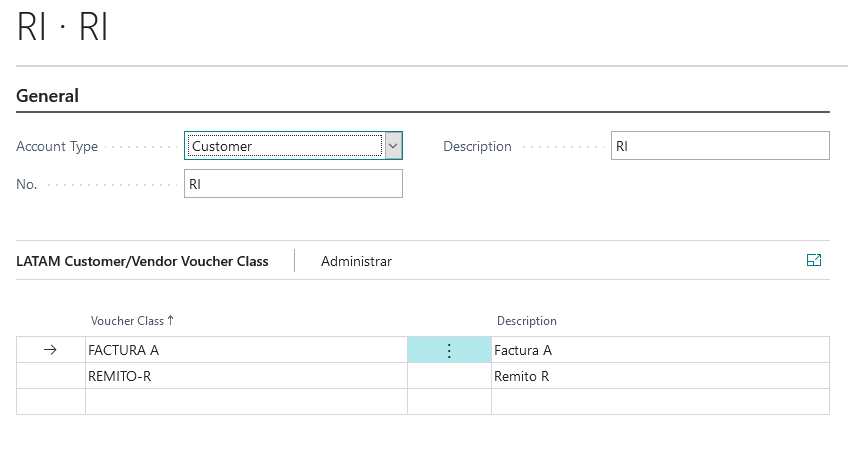 RI · RI
General
Account Type Customer Description RI
No. RI
LATAM Customer/Vendor Voucher Class Administrar
Voucher Class ↑ Description
→ FACTURA A ⋮ Factura A
REMITO-R Remito R